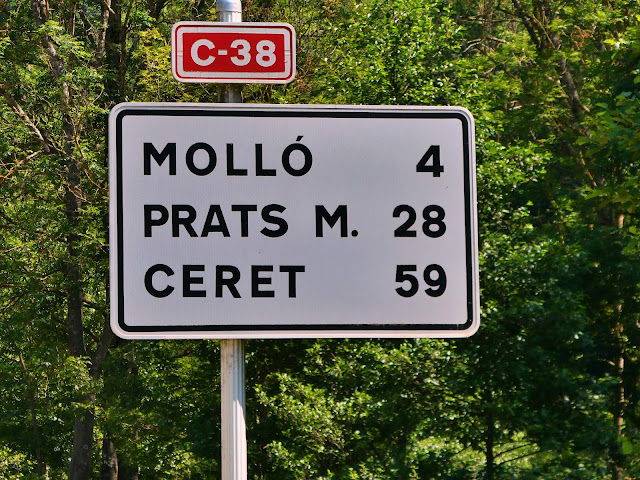 C-38
MOLLÓ 4
PRATS M. 28
CERET 59